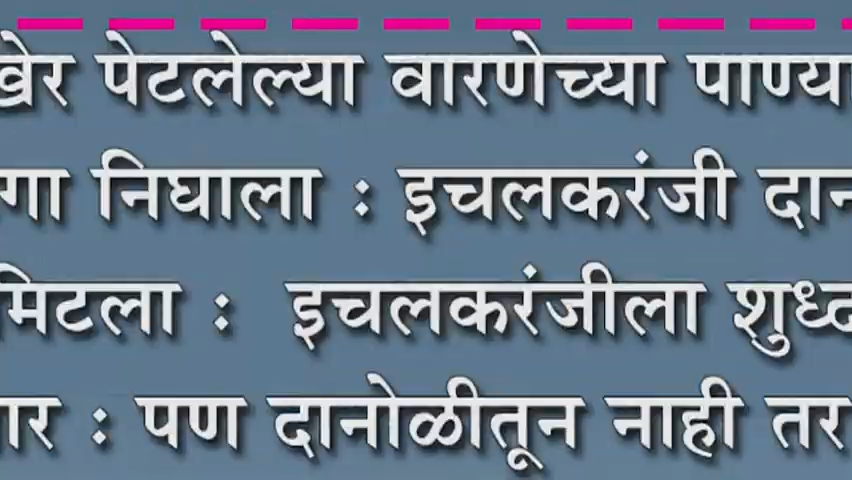 खेर पेटलेल्या वारणेच्या पाण्या
गा निघाला : इचलकरंजी दान
मिटला : इचलकरंजीला शुध्द
ार : पण दानोळीतून नाही तर